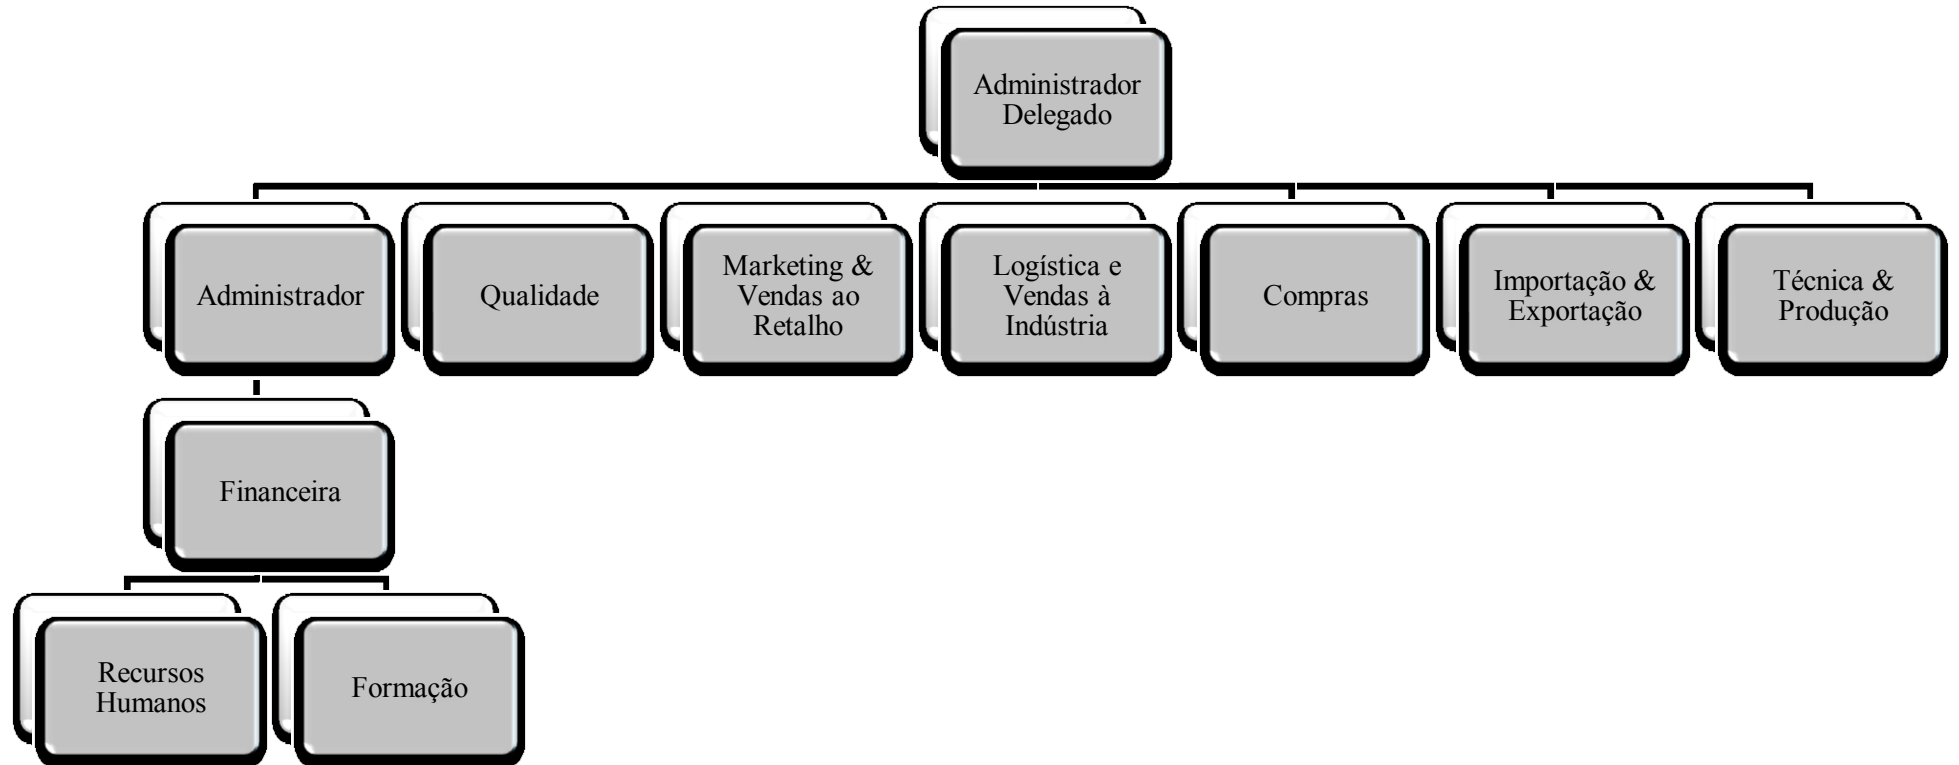 Administrador
Delegado
Administrador
Qualidade
Marketing &
Vendas ao
Retalho
Logística e
Vendas à
Indústria
Compras
Importação &
Exportação
Técnica &
Produção
Financeira
Recursos
Humanos
Formação